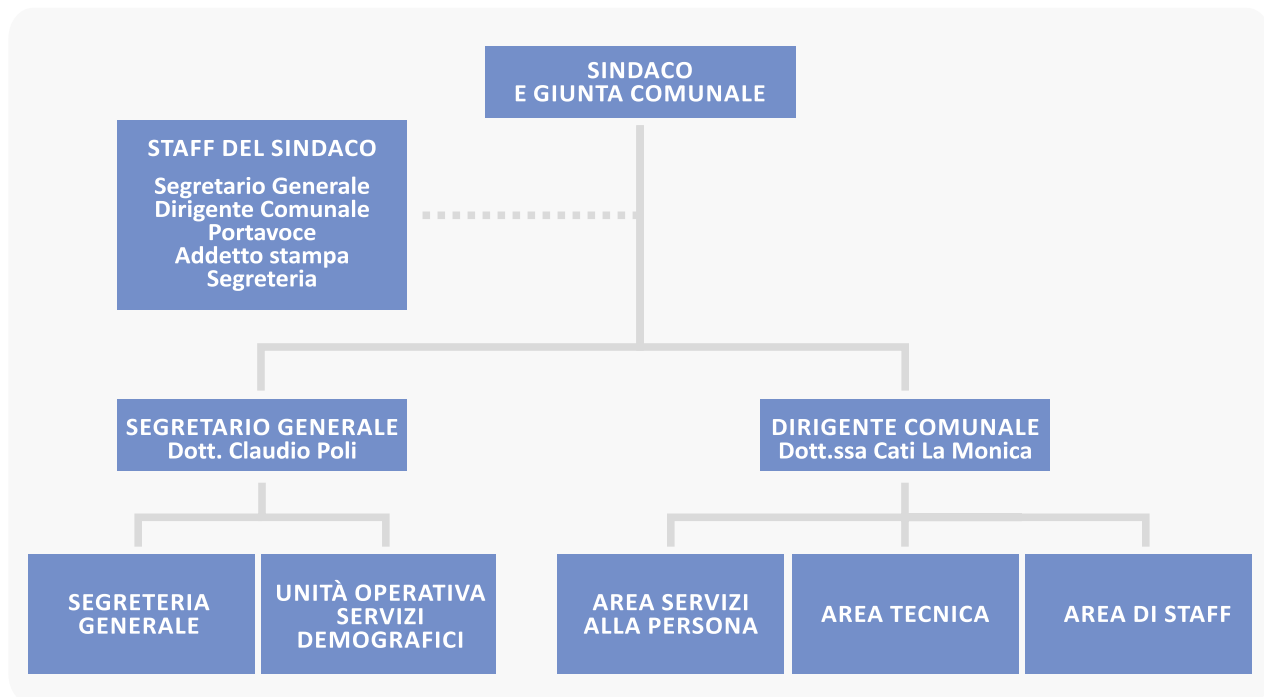 SINDACO
E GIUNTA COMUNALE
STAFF DEL SINDACO
Segretario Generale
Dirigente Comunale
Portavoce
Addetto stampa
Segreteria
SEGRETARIO GENERALE
Dott. Claudio Poli
DIRIGENTE COMUNALE
Dott.ssa Cati La Monica
SEGRETERIA
GENERALE
UNITÀ OPERATIVA
SERVIZI
DEMOGRAFICI
AREA SERVIZI
ALLA PERSONA
AREA TECNICA
AREA DI STAFF